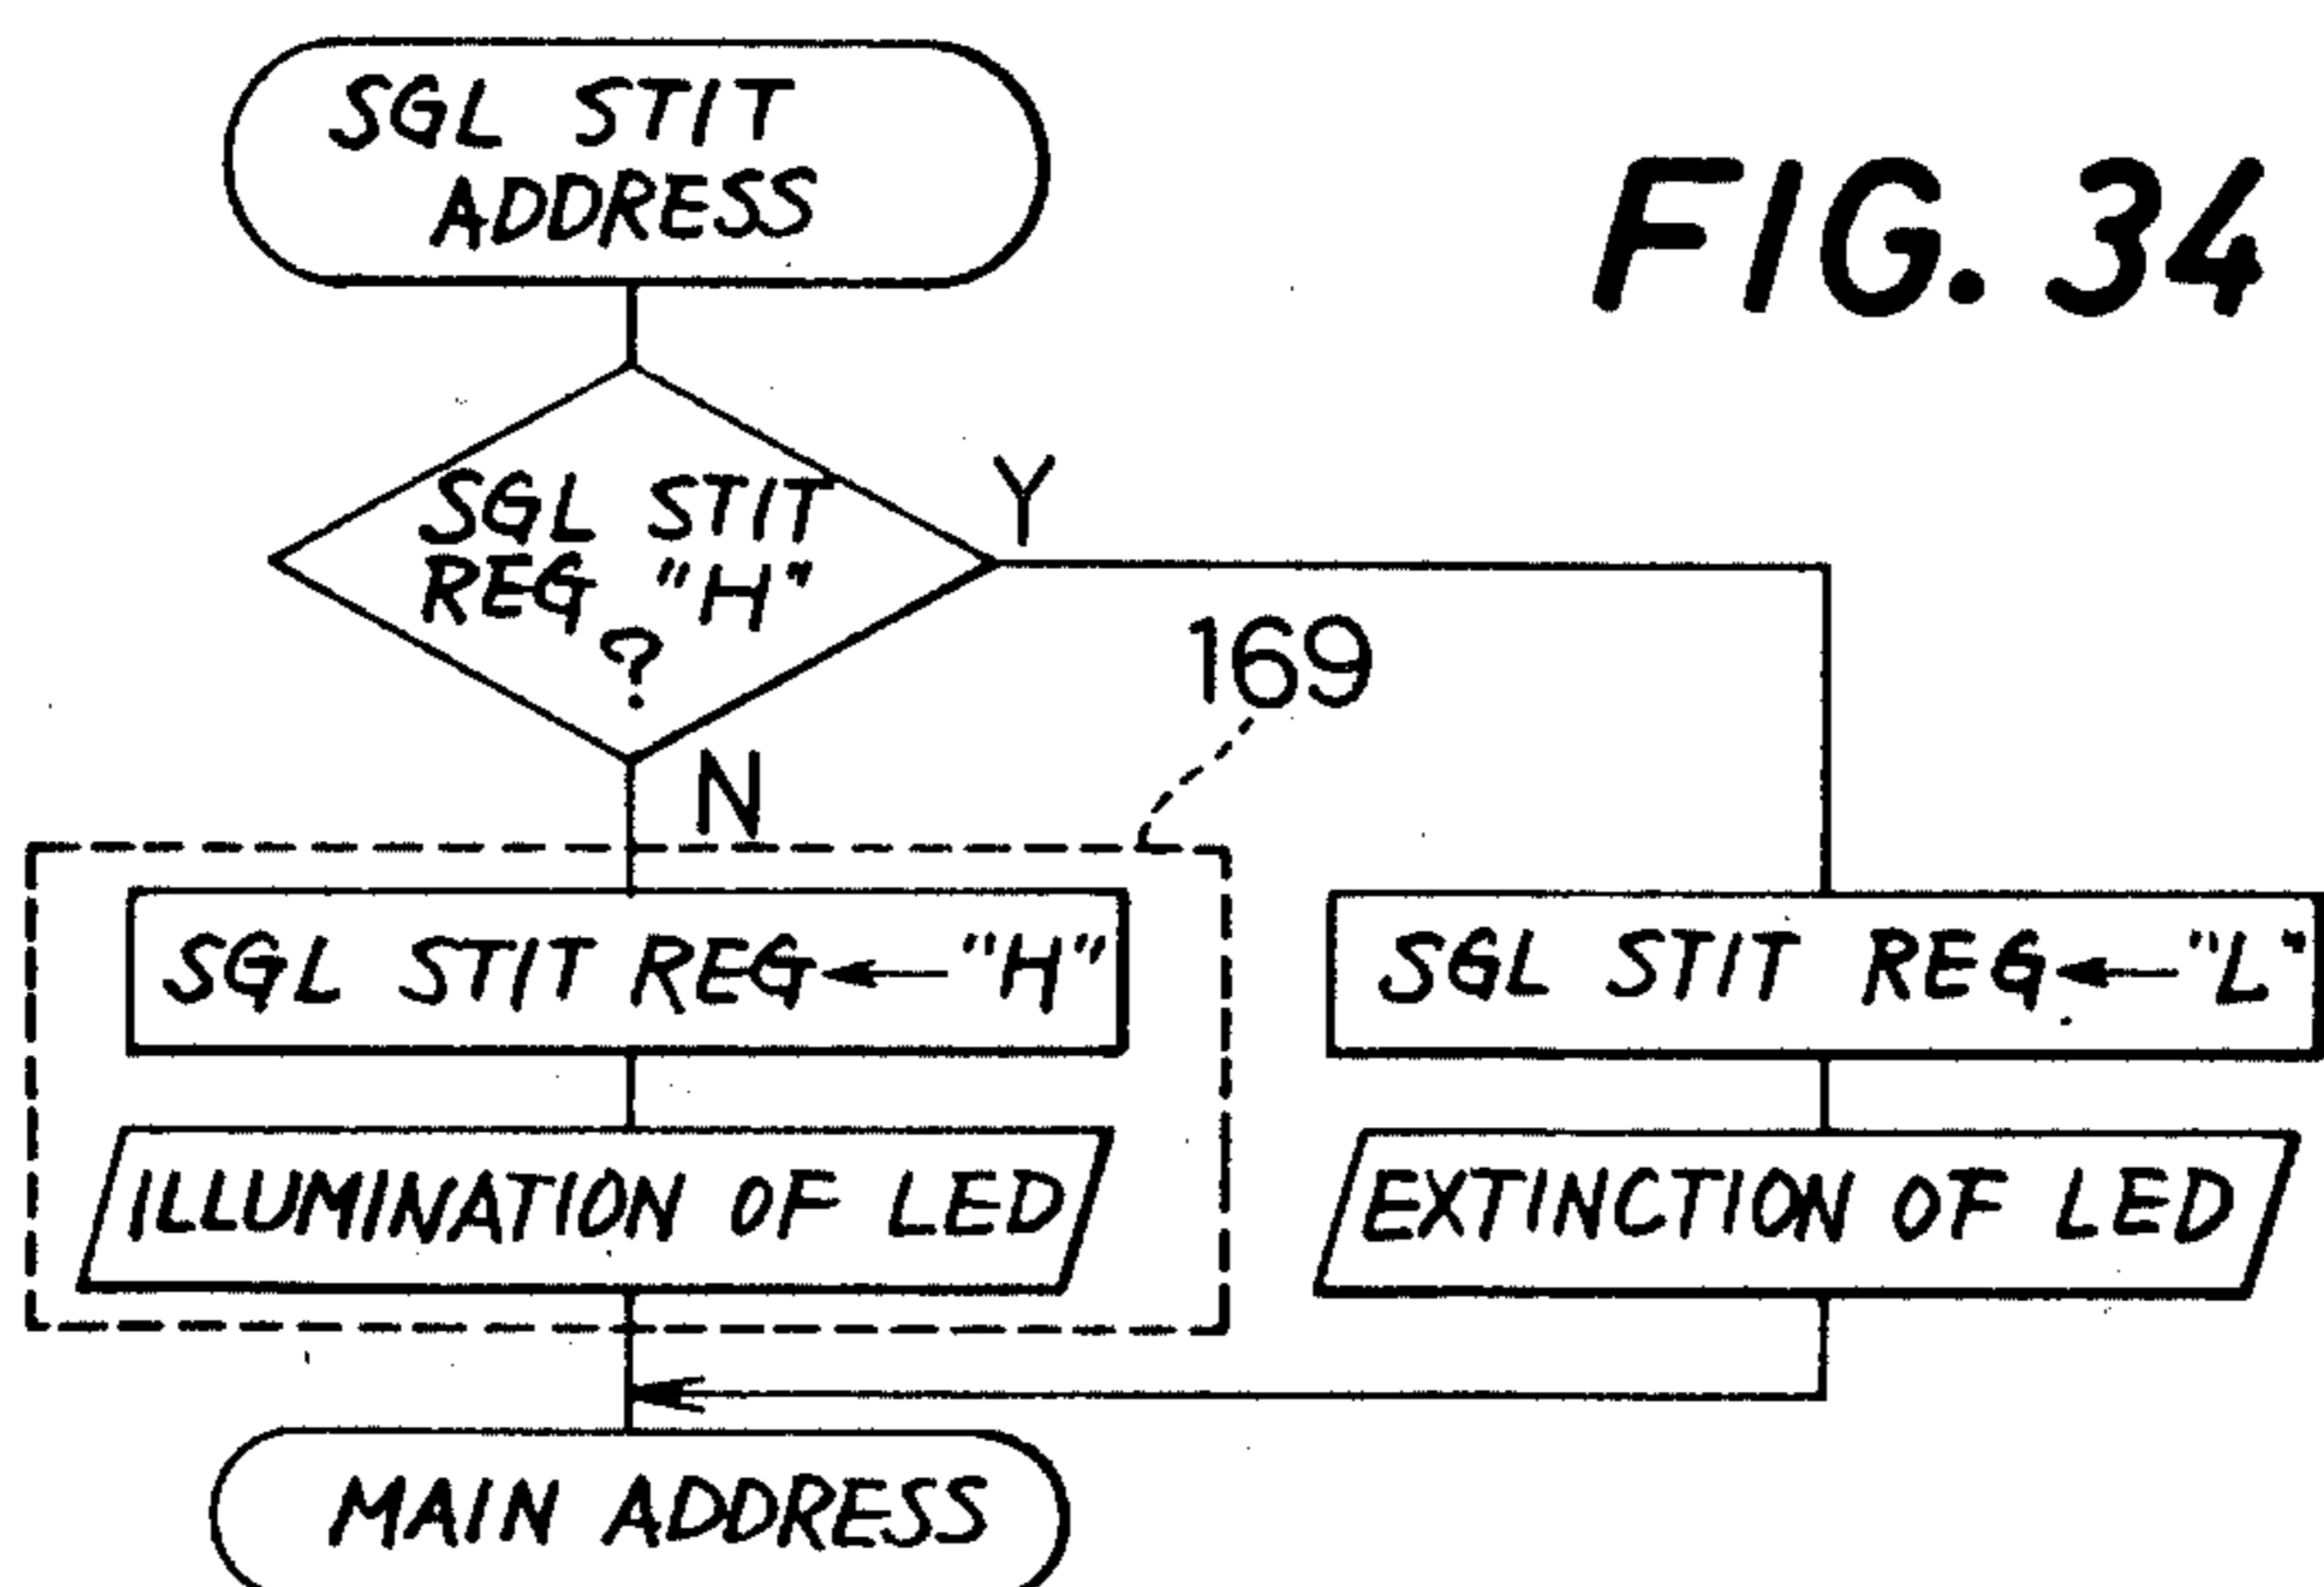 SGL STIT
ADDRESS
FIG. 34
SGL STIT
REG "H"
?
Y
N
169
SGL STIT REG ← "H"
SGL STIT REG ← "L"
ILLUMINATION OF LED
EXTINCTION OF LED
MAIN ADDRESS